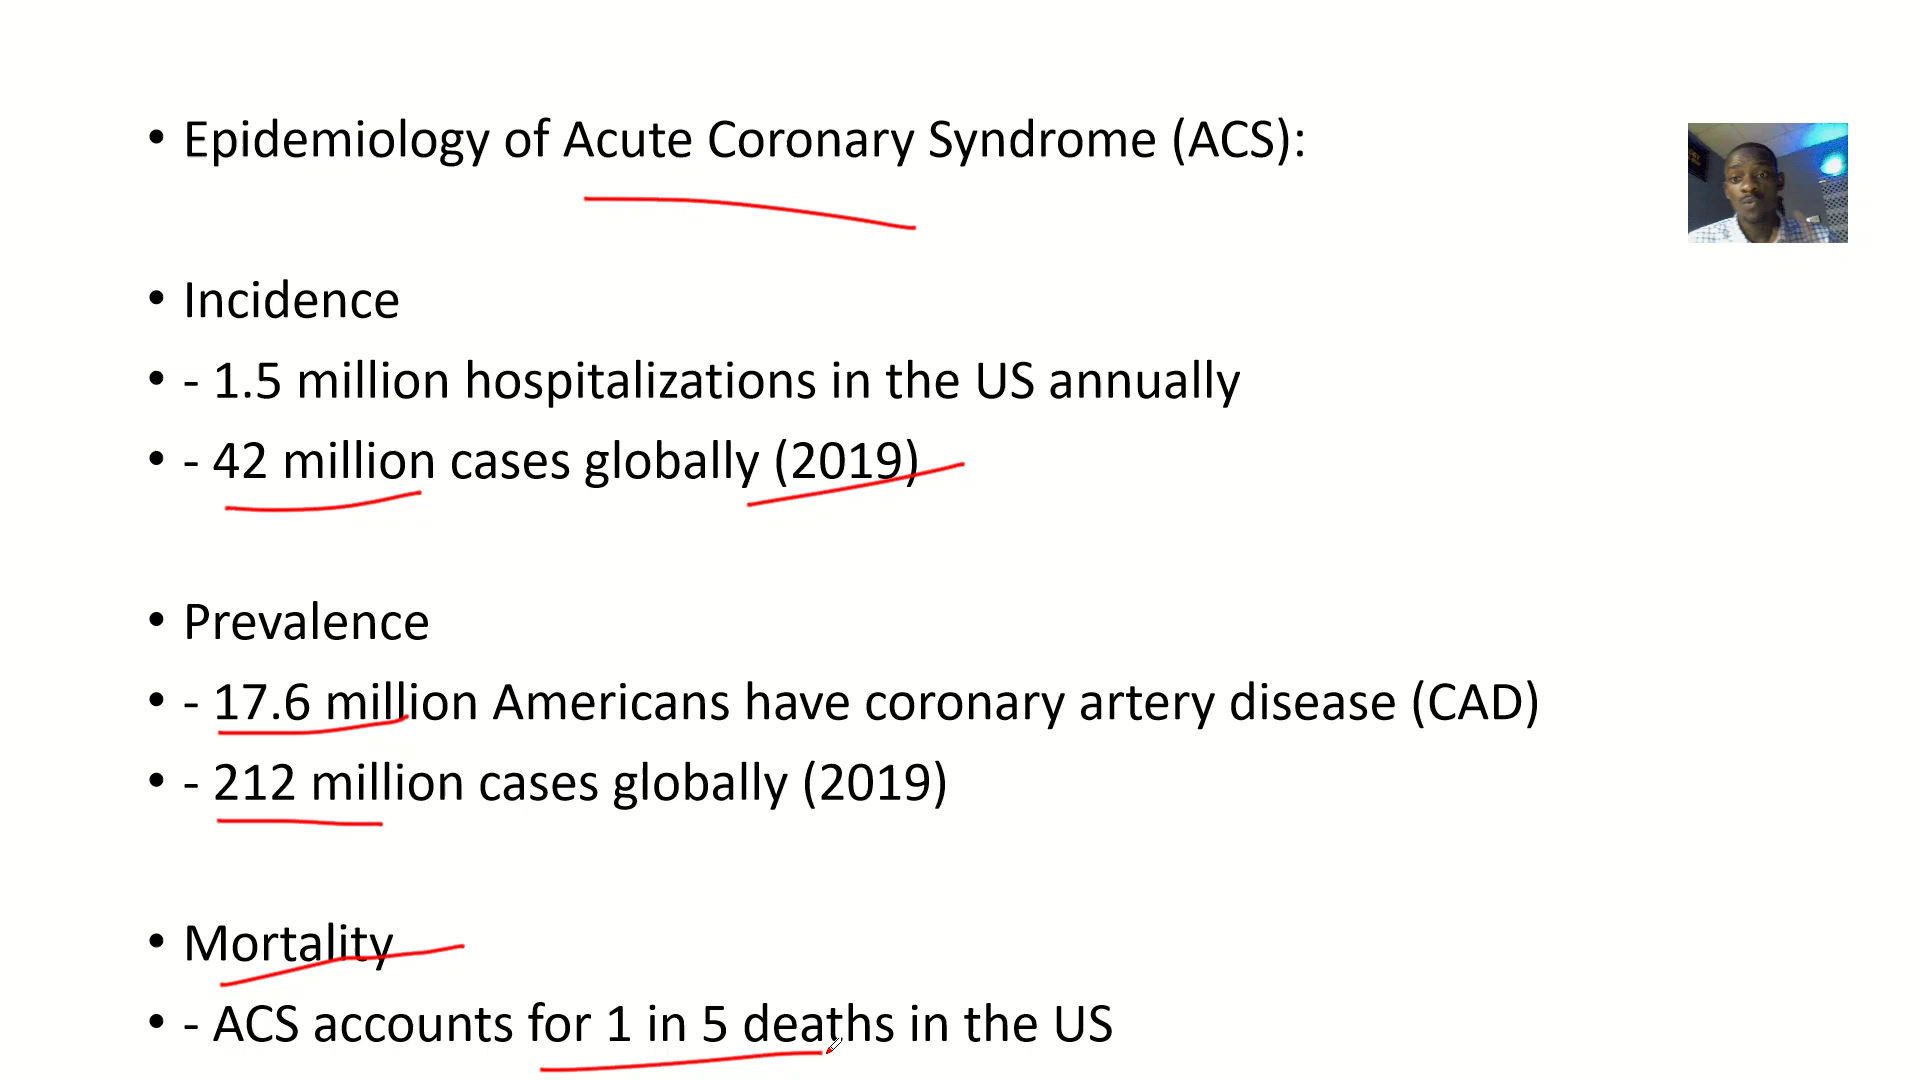 • Epidemiology of Acute Coronary Syndrome (ACS):
• Incidence
• - 1.5 million hospitalizations in the US annually
• - 42 million cases globally (2019)
• Prevalence
• - 17.6 million Americans have coronary artery disease (CAD)
• - 212 million cases globally (2019)
• Mortality
• - ACS accounts for 1 in 5 deaths in the US